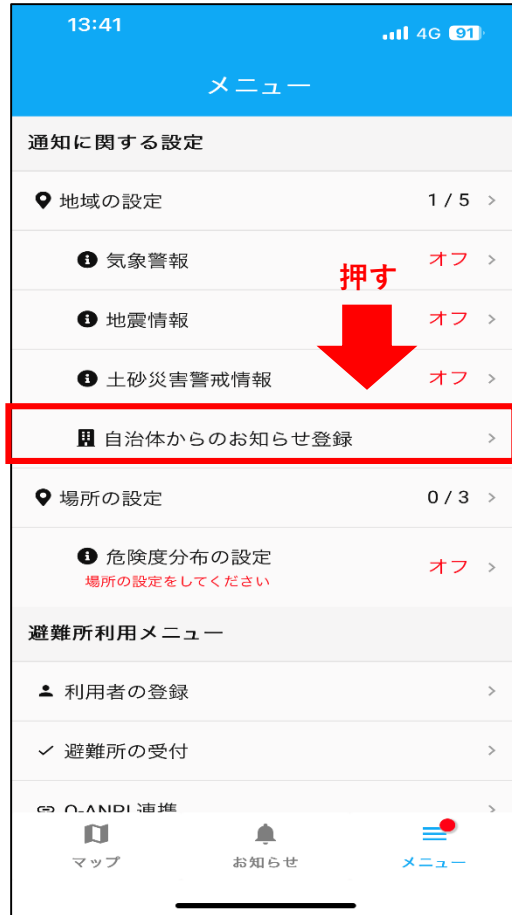 13:41
4G 91
メニュー
通知に関する設定
地域の設定 1 / 5
気象警報 オフ
押す
地震情報 オフ
土砂災害警戒情報 オフ
自治体からのお知らせ登録
場所の設定 0 / 3
危険度分布の設定 オフ
場所の設定をしてください
避難所利用メニュー
利用者の登録
避難所の受付
Q-ANPI 連携
マップ お知らせ メニュー